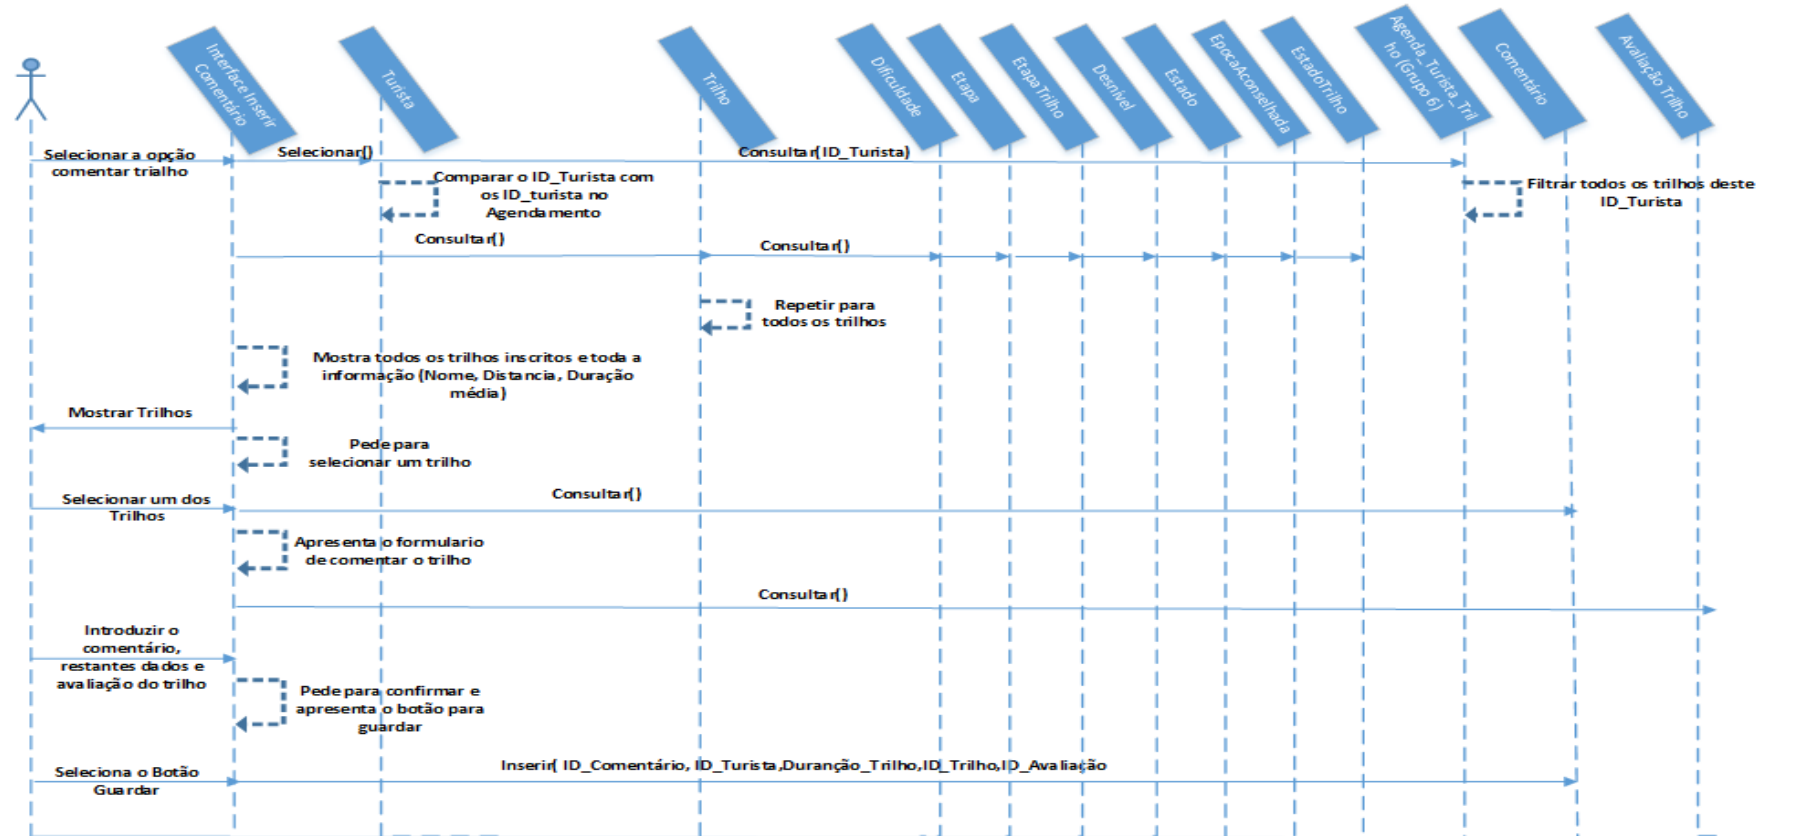 Interface Inserir
Comentário
Turista
Trilho
Dificuldade
Etapa
EtapaTrilho
Desnível
Estado
EpocaAconselhada
EstadoTrilho
Agenda_Turista_Tril
ho (Grupo 6)
Comentário
Avaliação Trilho
Selecionar a opção
comentar trialho
Selecionar()
Consultar(ID_Turista)
Comparar o ID_Turista com
os ID_turista no
Agendamento
Filtrar todos os trilhos deste
ID_Turista
Consultar()
Consultar()
Repetir para
todos os trilhos
Mostra todos os trilhos inscritos e toda a
informação (Nome, Distancia, Duração
média)
Mostrar Trilhos
Pede para
selecionar um trilho
Selecionar um dos
Trilhos
Consultar()
Apresenta o formulario
de comentar o trilho
Consultar()
Introduzir o
comentário,
restantes dados e
avaliação do trilho
Pede para confirmar e
apresenta o botão para
guardar
Seleciona o Botão
Guardar
Inserir( ID_Comentário, ID_Turista,Duranção_Trilho,ID_Trilho,ID_Avaliação